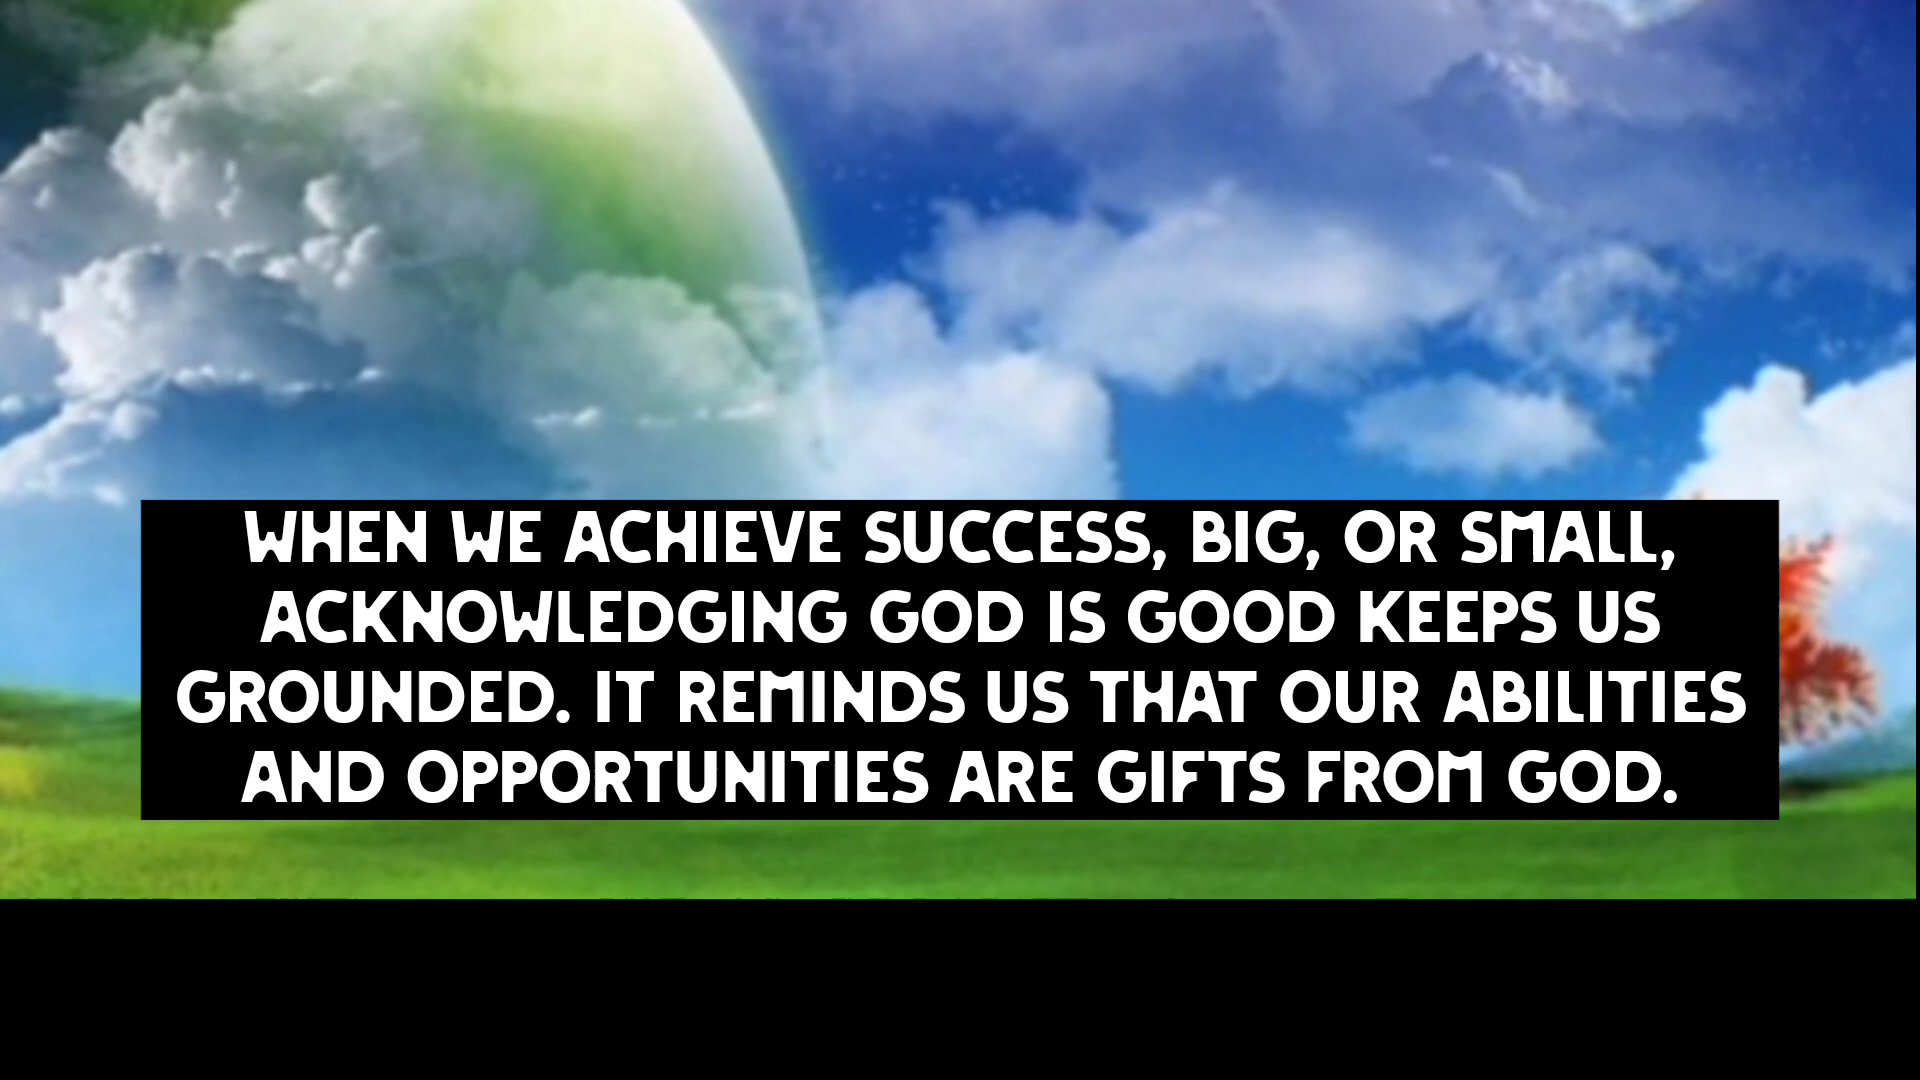 WHEN WE ACHIEVE SUCCESS, BIG, OR SMALL,
ACKNOWLEDGING GOD IS GOOD KEEPS US
GROUNDED. IT REMINDS US THAT OUR ABILITIES
AND OPPORTUNITIES ARE GIFTS FROM GOD.